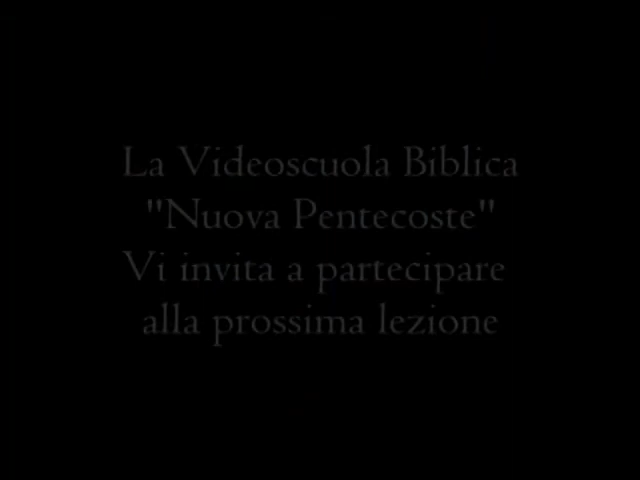 La Videoscuola Biblica
"Nuova Pentecoste"
Vi invita a partecipare
alla prossima lezione